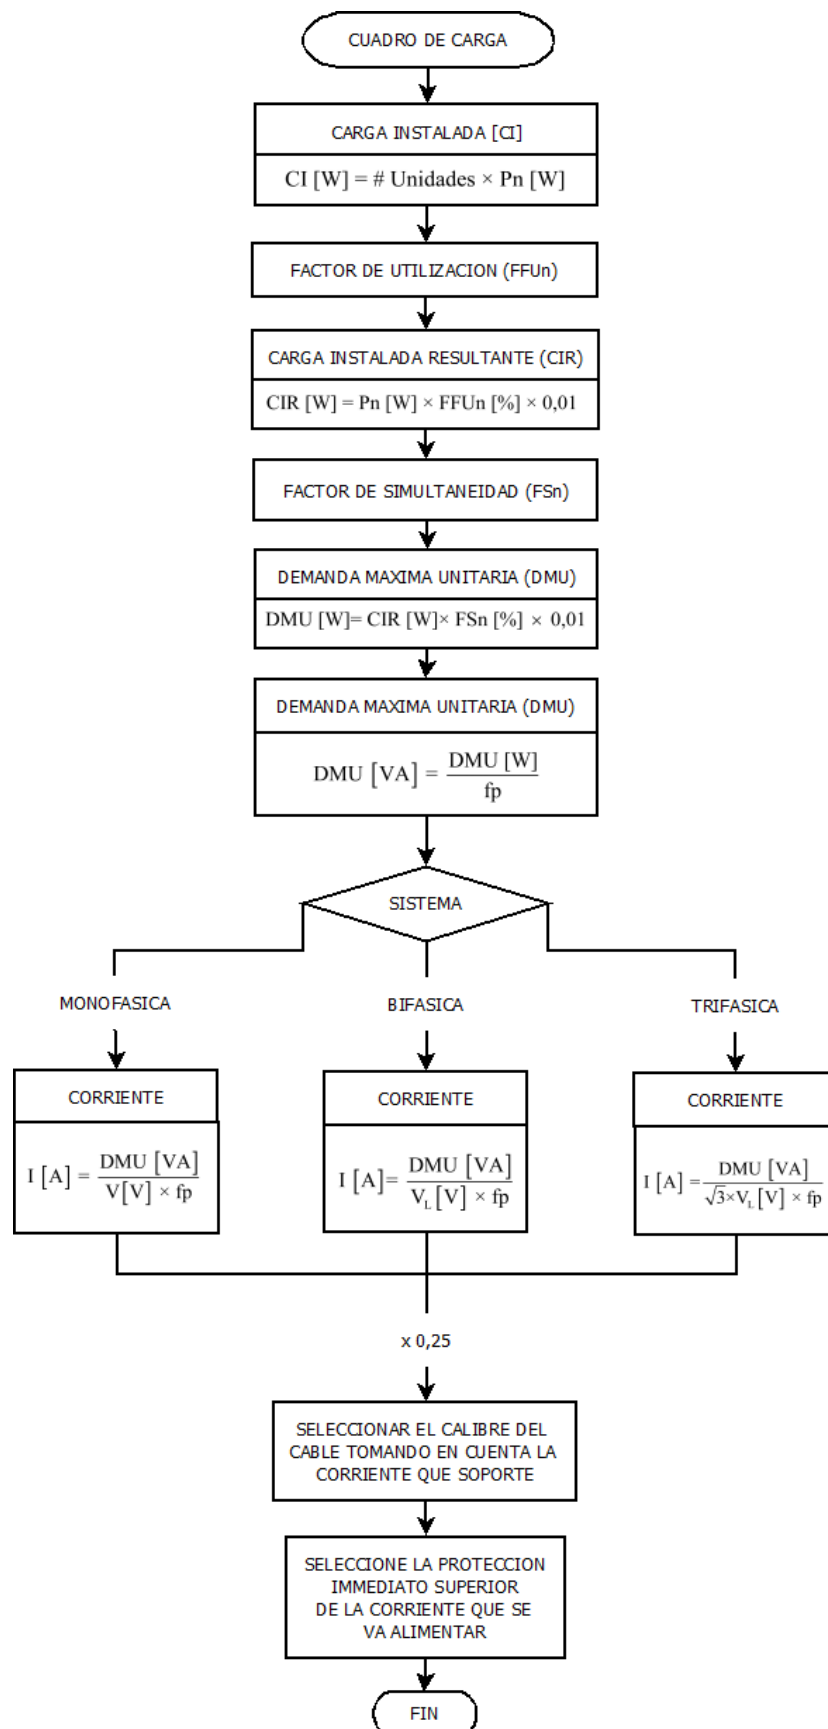 CUADRO DE CARGA
CARGA INSTALADA [CI]
CI [W] = # Unidades × Pn [W]
FACTOR DE UTILIZACION (FFUn)
CARGA INSTALADA RESULTANTE (CIR)
CIR [W] = Pn [W] × FFUn [%] × 0,01
FACTOR DE SIMULTANEIDAD (FSn)
DEMANDA MAXIMA UNITARIA (DMU)
DMU [W]= CIR [W]× FSn [%] × 0,01
DEMANDA MAXIMA UNITARIA (DMU)
DMU [VA] = DMU [W] / fp
SISTEMA
MONOFASICA
BIFASICA
TRIFASICA
CORRIENTE
I [A] = DMU [VA] / V[V] × fp
CORRIENTE
I [A]= DMU [VA] / V_L [V] × fp
CORRIENTE
I [A] = DMU [VA] / √3×V_L [V] × fp
x 0,25
SELECCIONAR EL CALIBRE DEL
CABLE TOMANDO EN CUENTA LA
CORRIENTE QUE SOPORTE
SELECCIONE LA PROTECCION
IMMEDIATO SUPERIOR
DE LA CORRIENTE QUE SE
VA ALIMENTAR
FIN